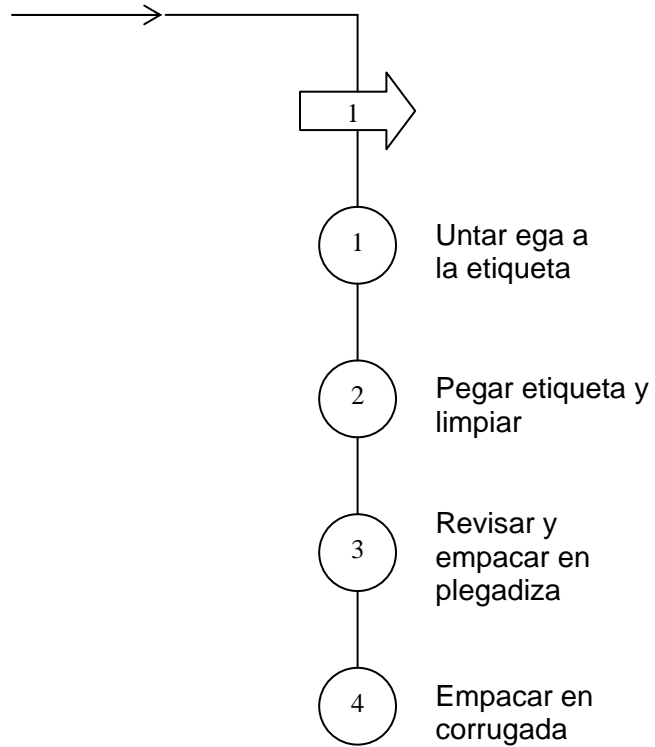 1
1
Untar ega a
la etiqueta
2
Pegar etiqueta y
limpiar
3
Revisar y
empacar en
plegadiza
4
Empacar en
corrugada